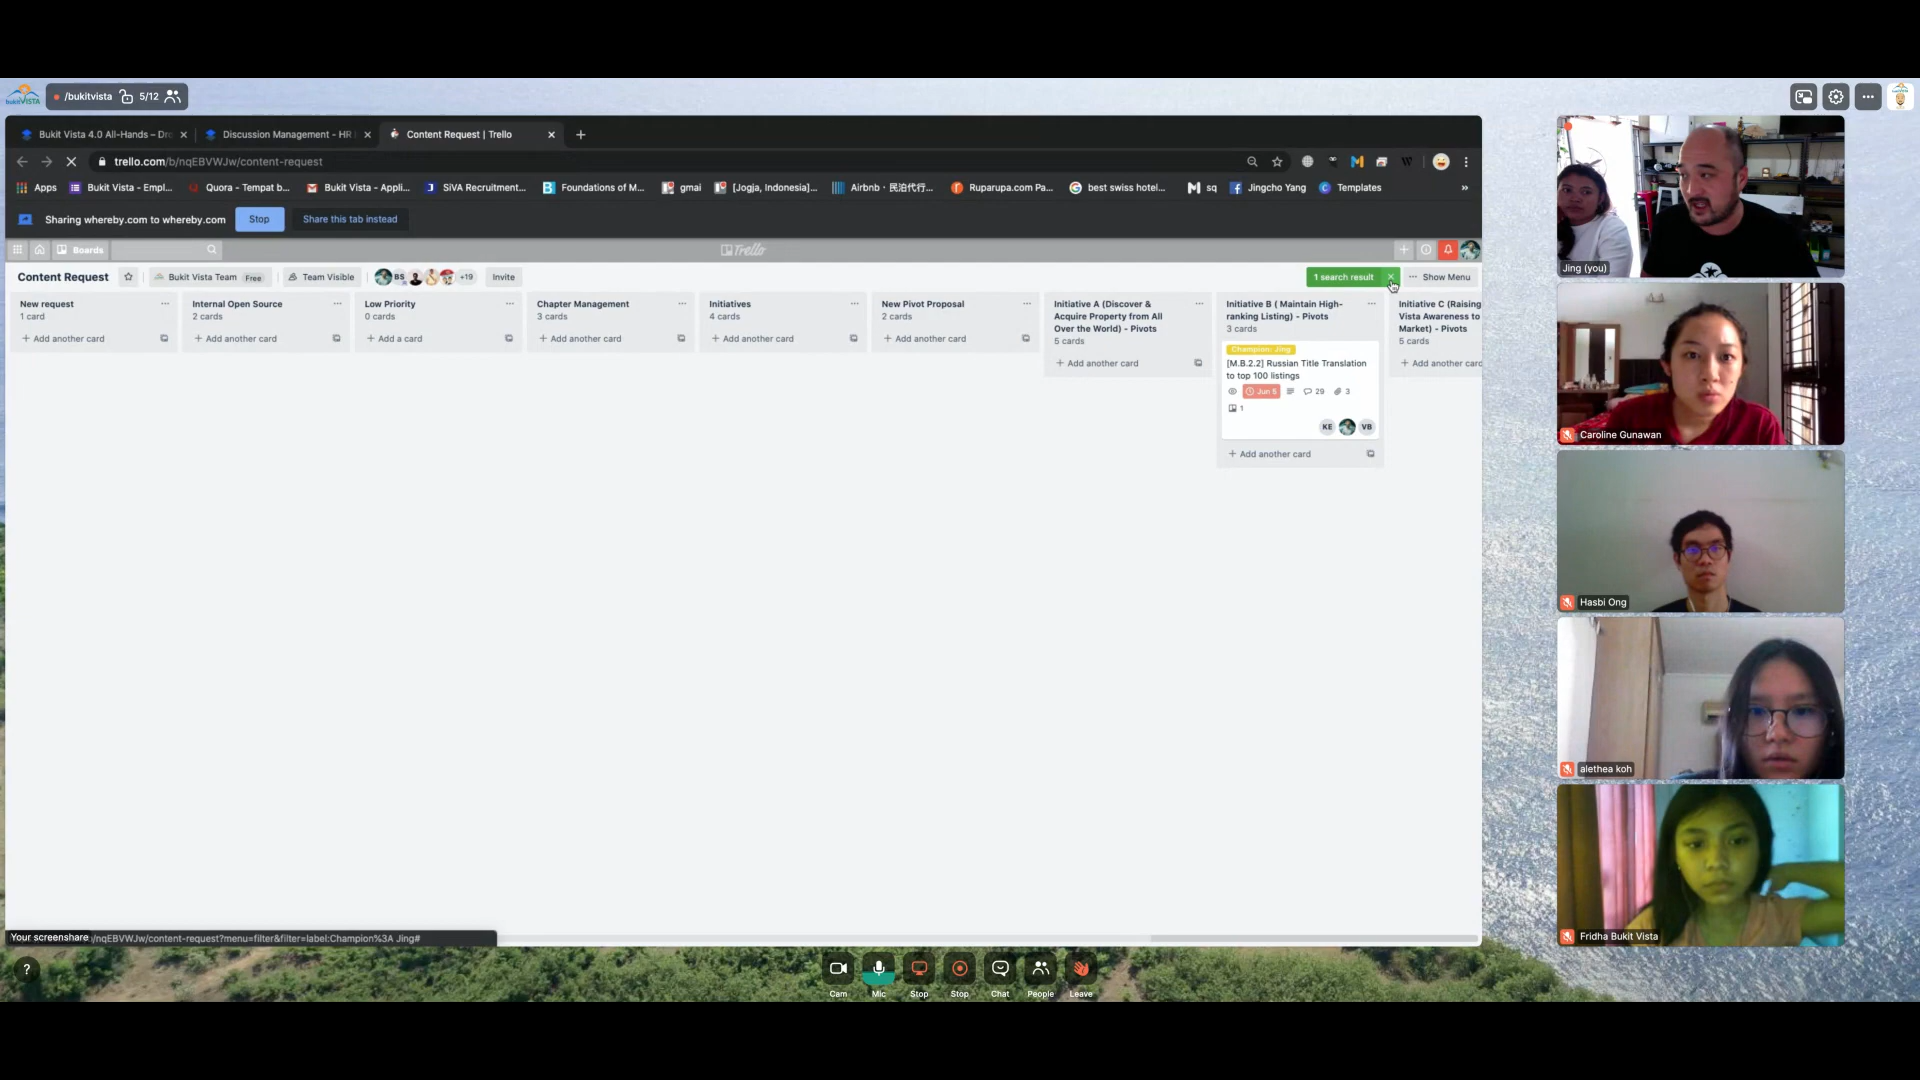 /bukitvista 5/12
Bukit Vista 4.0 All-Hands – Dr
Discussion Management - HR
Content Request | Trello
trello.com/b/nqEBVWJw/content-request
Apps
Bukit Vista - Empl...
Quora - Tempat b...
Bukit Vista - Appli...
SiVA Recruitment...
Foundations of M...
gmai
[Jogja, Indonesia]...
Airbnb · 民泊代行...
Ruparupa.com Pa...
best swiss hotel...
sq
Jingcho Yang
Templates
»
Sharing whereby.com to whereby.com
Stop
Share this tab instead
Boards
Trello
Content Request
Bukit Vista Team Free
Team Visible
BS
+19
Invite
1 search result
Show Menu
New request
1 card
+ Add another card
Internal Open Source
2 cards
+ Add another card
Low Priority
0 cards
+ Add a card
Chapter Management
3 cards
+ Add another card
Initiatives
4 cards
+ Add another card
New Pivot Proposal
2 cards
+ Add another card
Initiative A (Discover &
Acquire Property from All
Over the World) - Pivots
5 cards
+ Add another card
Initiative B ( Maintain High-
ranking Listing) - Pivots
3 cards
Champion: Jing
[M.B.2.2] Russian Title Translation
to top 100 listings
Jun 5
29
3
1
KE
VB
+ Add another card
Initiative C (Raising
Vista Awareness to
Market) - Pivots
5 cards
+ Add another card
Your screenshare
/nqEBVWJw/content-request?menu=filter&filter=label:Champion%3A Jing#
Jing (you)
Caroline Gunawan
Hasbi Ong
alethea koh
Fridha Bukit Vista
?
Cam
Mic
Stop
Stop
Chat
People
Leave